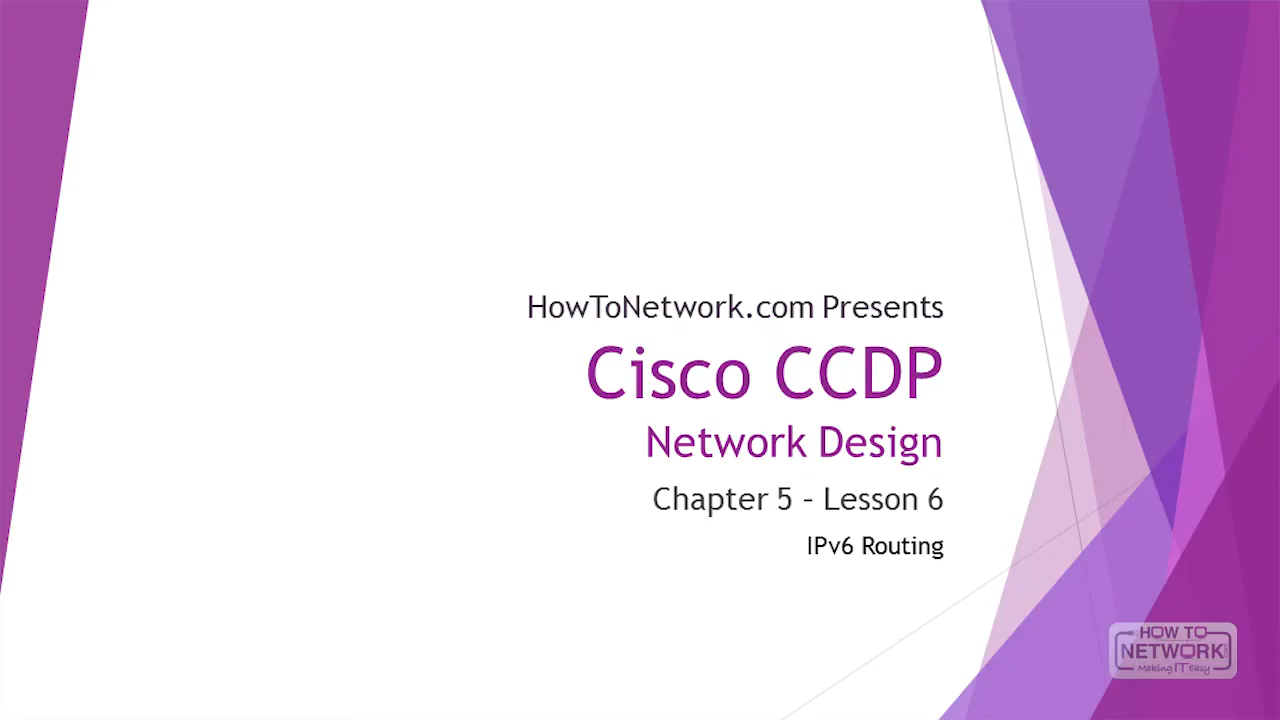 HowToNetwork.com Presents
Cisco CCDP
Network Design
Chapter 5 – Lesson 6
IPv6 Routing
HOW TO
NETWORK
Making IT Easy